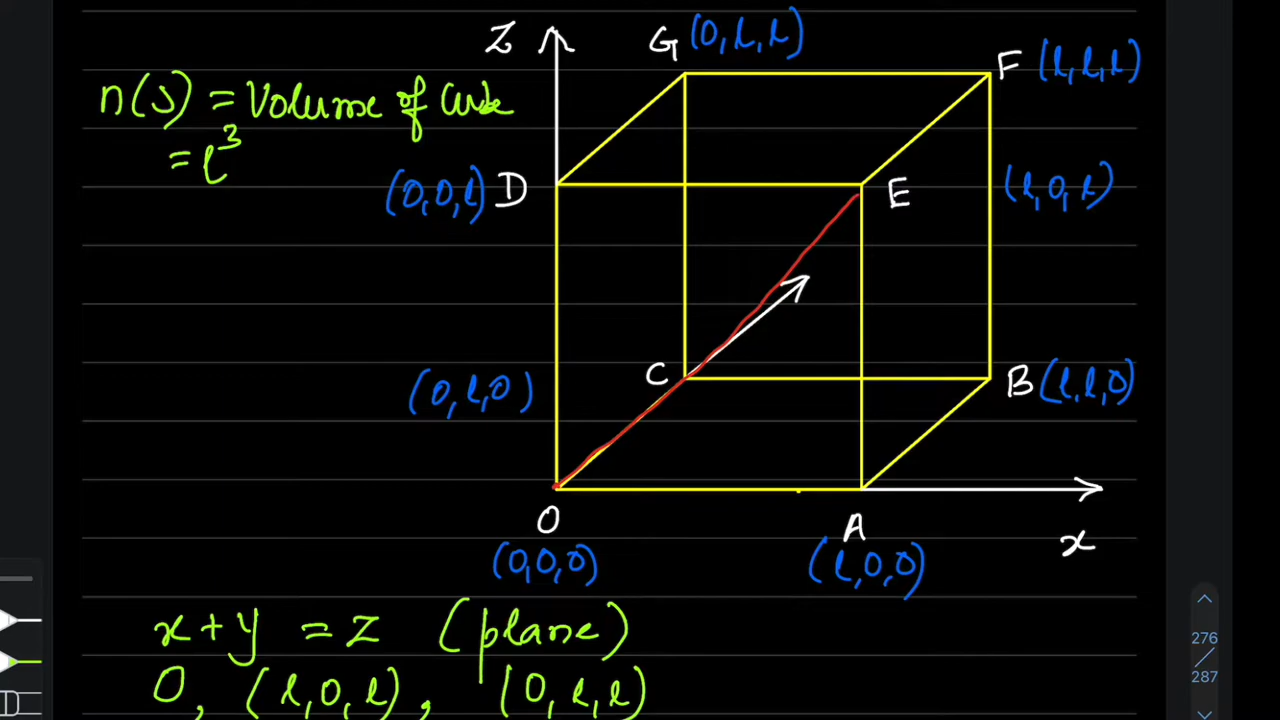 Z G (0, l, l)
F (l, l, l)
n(s) = Volume of Cube
= l³
(0, 0, l) D
E (l, 0, l)
C
B (l, l, 0)
(0, l, 0)
O A
x
(0, 0, 0) (l, 0, 0)
x + y = z (plane)
O, (l, 0, l), (0, l, l)
276
/
287